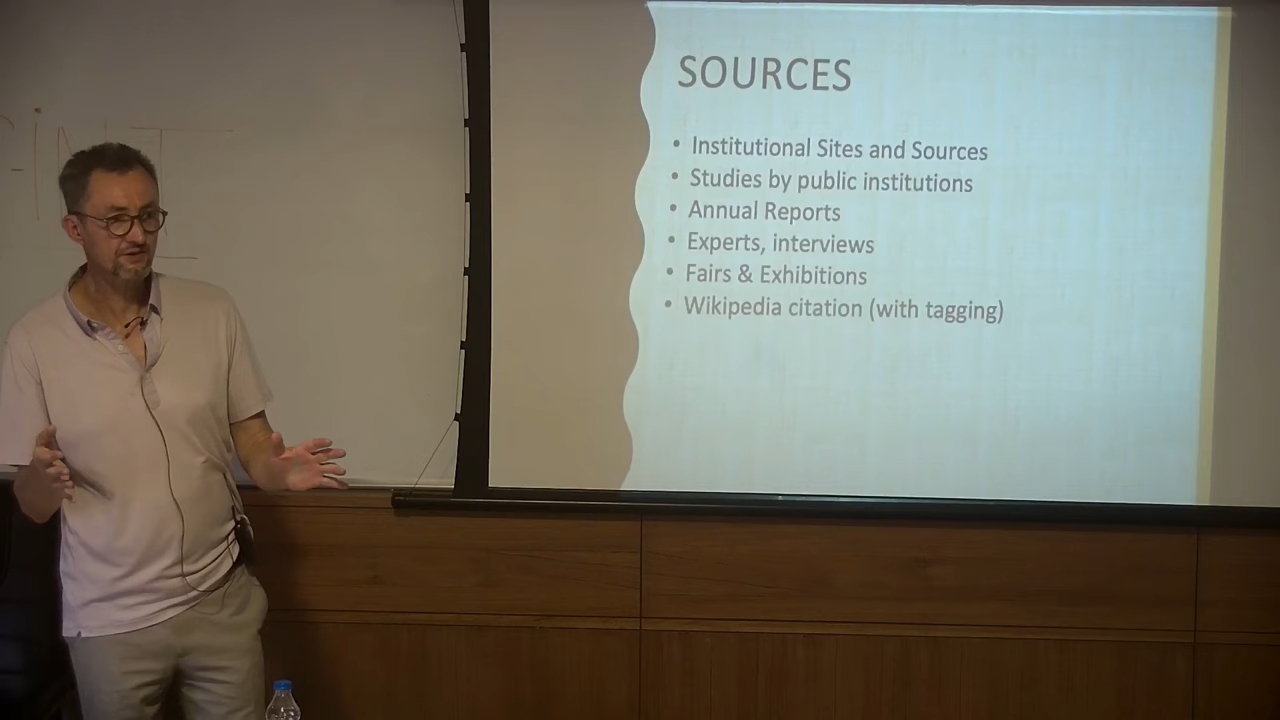 SOURCES
• Institutional Sites and Sources
• Studies by public institutions
• Annual Reports
• Experts, interviews
• Fairs & Exhibitions
• Wikipedia citation (with tagging)